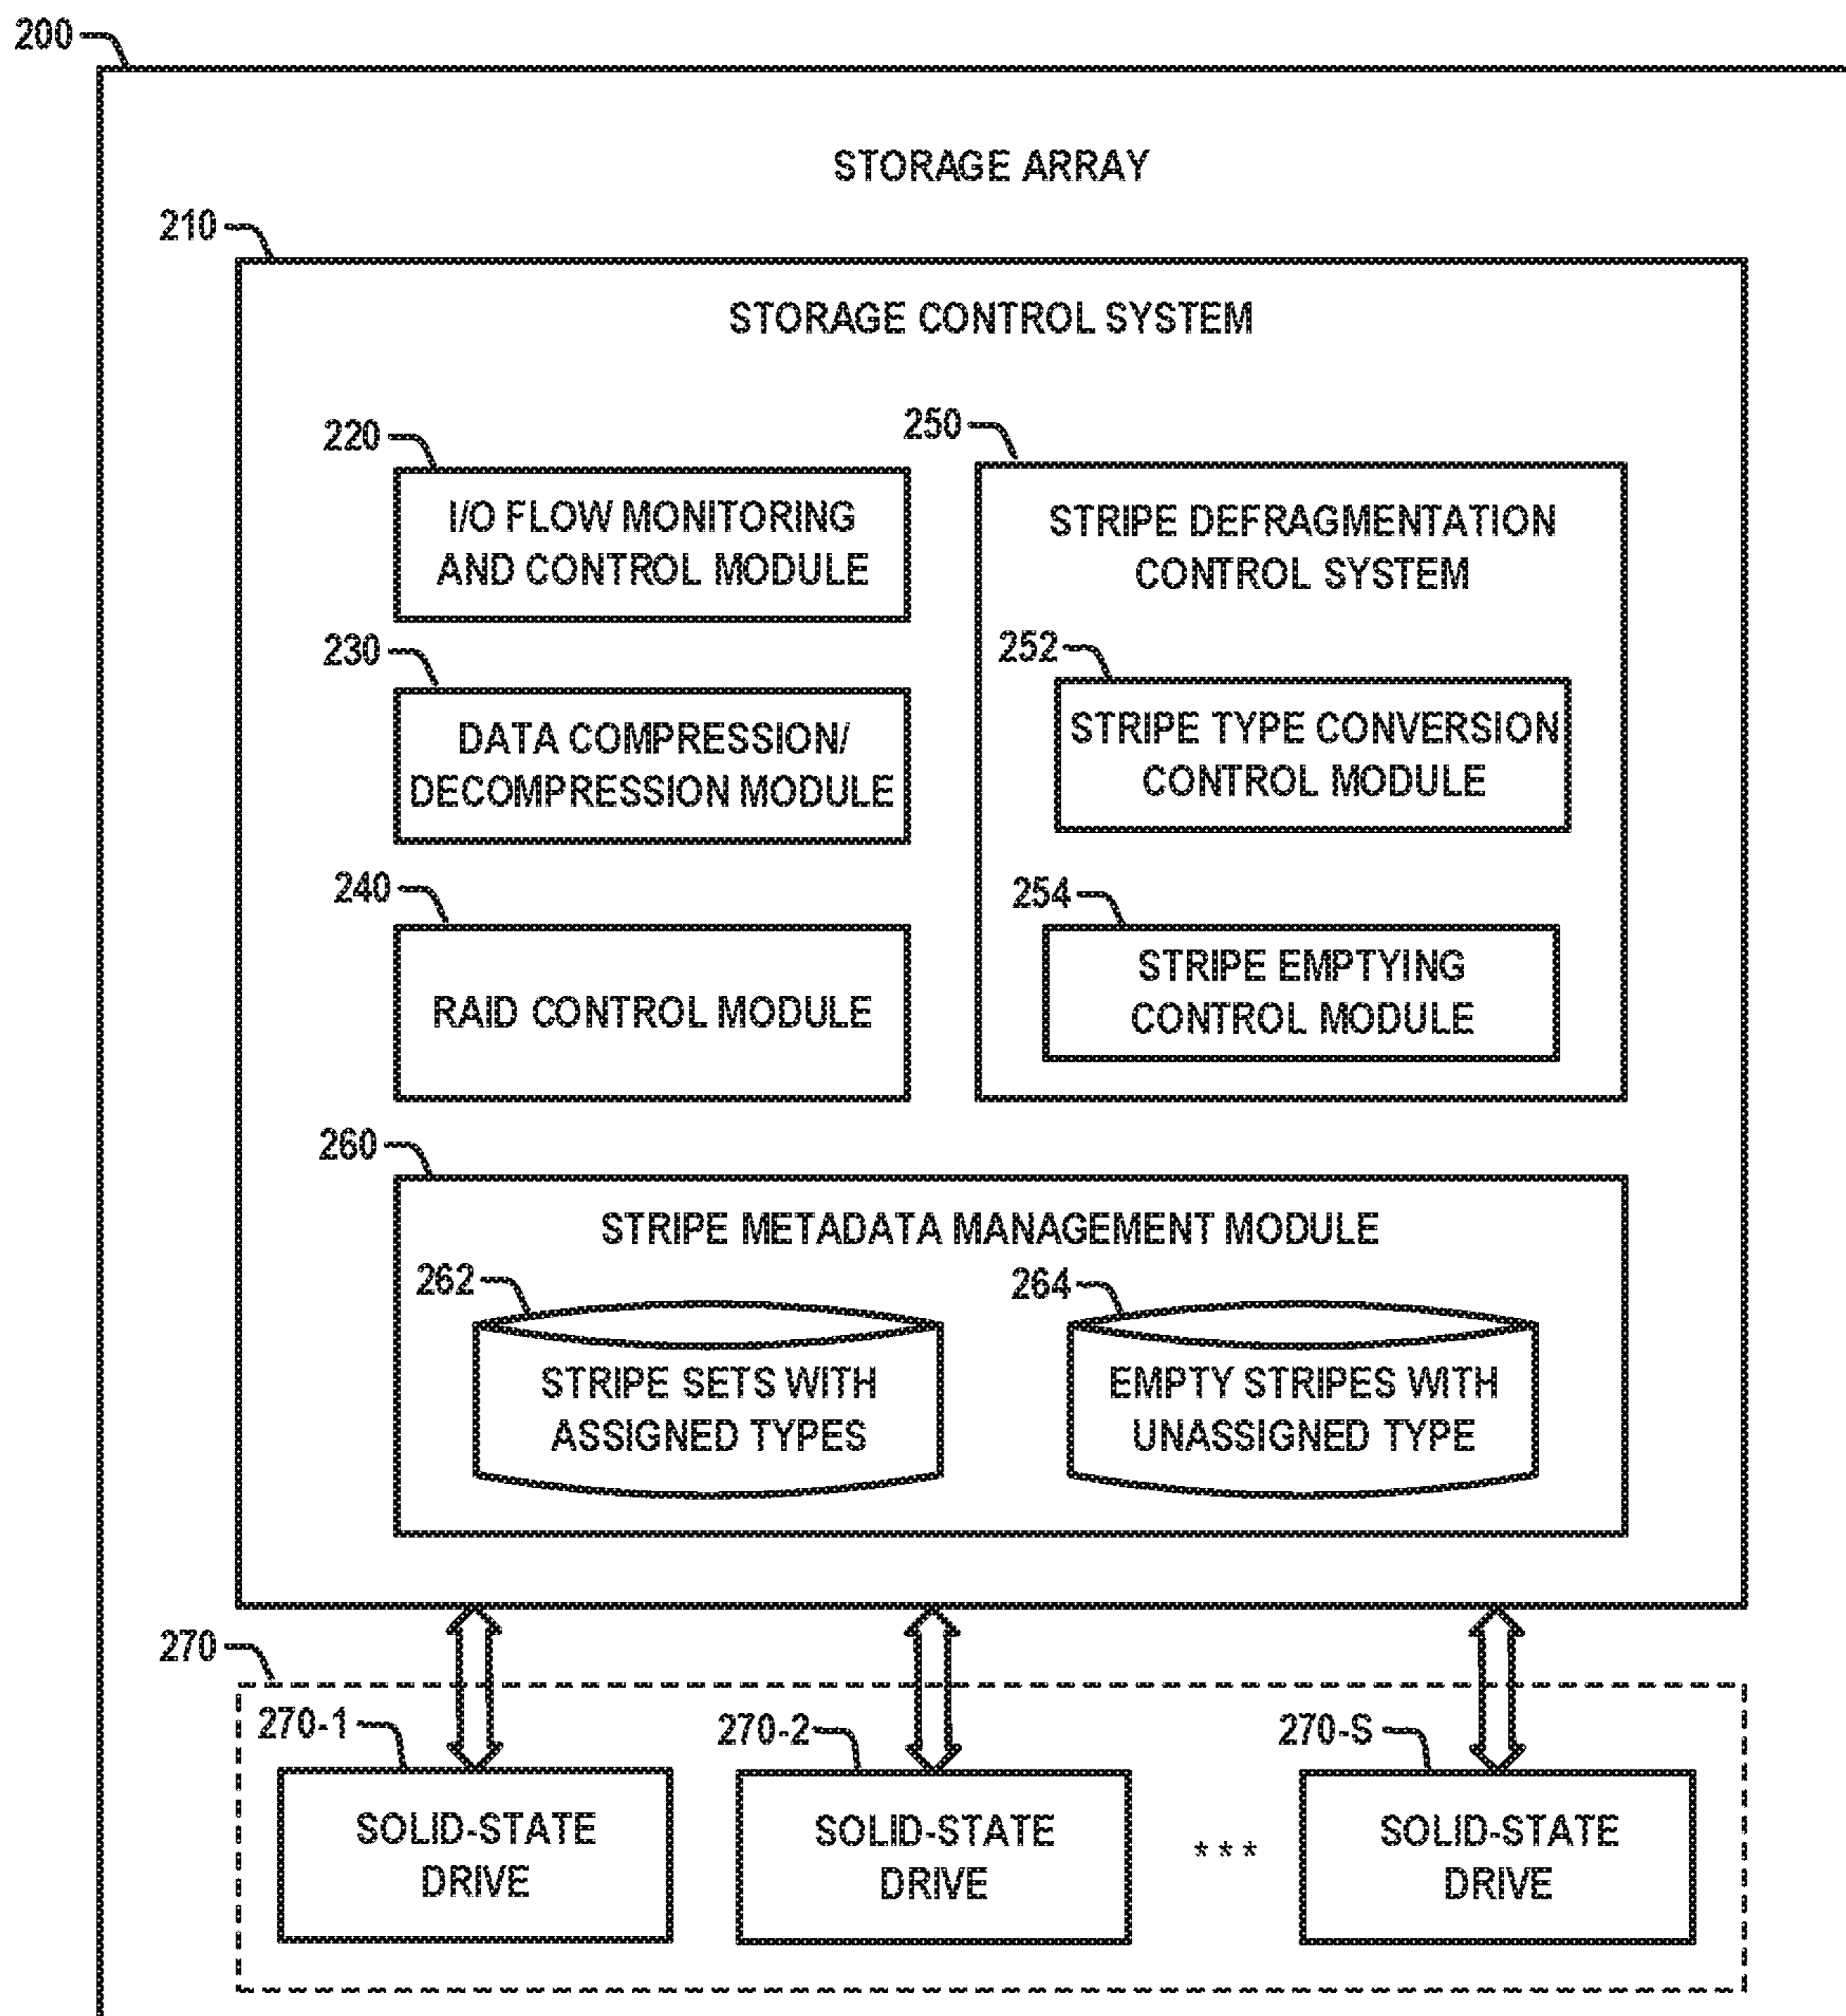 200
STORAGE ARRAY
210
STORAGE CONTROL SYSTEM
220
I/O FLOW MONITORING
AND CONTROL MODULE
230
DATA COMPRESSION/
DECOMPRESSION MODULE
240
RAID CONTROL MODULE
250
STRIPE DEFRAGMENTATION
CONTROL SYSTEM
252
STRIPE TYPE CONVERSION
CONTROL MODULE
254
STRIPE EMPTYING
CONTROL MODULE
260
STRIPE METADATA MANAGEMENT MODULE
262
STRIPE SETS WITH
ASSIGNED TYPES
264
EMPTY STRIPES WITH
UNASSIGNED TYPE
270
270-1
SOLID-STATE
DRIVE
270-2
SOLID-STATE
DRIVE
***
270-S
SOLID-STATE
DRIVE